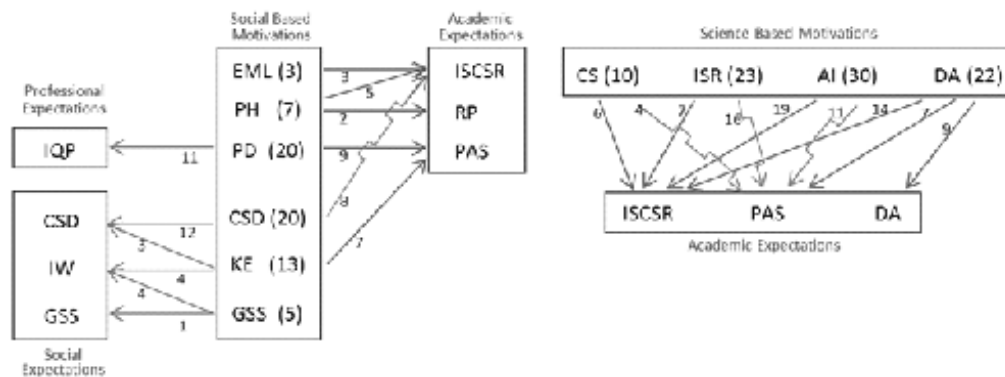 Social Based
Motivations
Academic
Expectations
Science Based Motivations
Professional
Expectations
EML (3)
PH (7)
PD (20)
CSD (20)
KE (13)
GSS (5)
ISCSR
RP
PAS
CS (10) ISR (23) AI (30) DA (22)
IQP
CSD
IW
GSS
Social
Expectations
3
5
2
11
9
8
12
3
4
7
4
1
6
4
7
16
19
11
14
7
9
ISCSR PAS DA
Academic Expectations